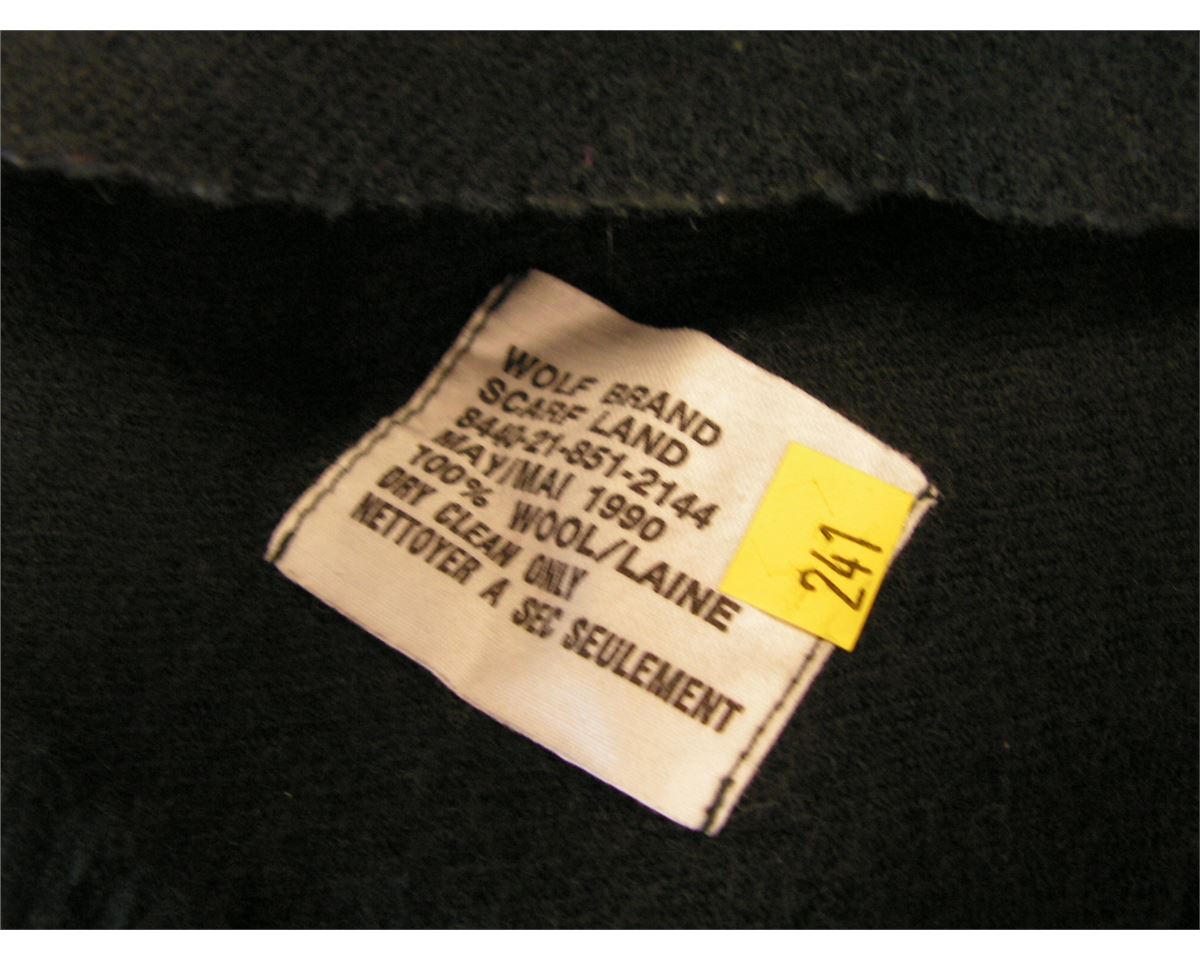 WOLF BRAND
SCARF LAND
8440-21-851-2144
MAY/MAI 1990
100% WOOL/LAINE
DRY CLEAN ONLY
NETTOYER A SEC SEULEMENT
241